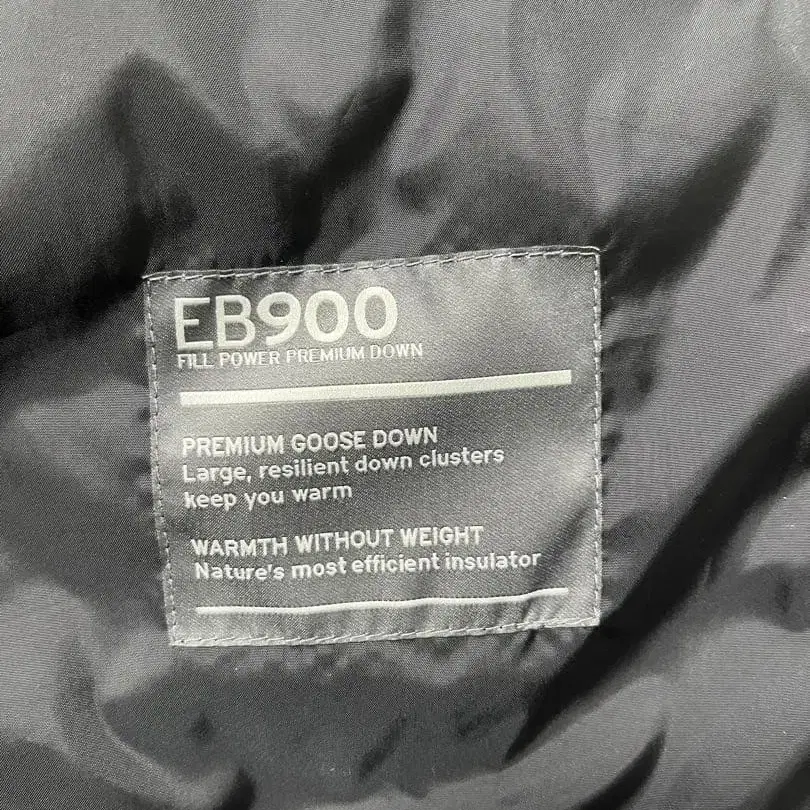 EB900
FILL POWER PREMIUM DOWN
PREMIUM GOOSE DOWN
Large, resilient down clusters
keep you warm
WARMTH WITHOUT WEIGHT
Nature's most efficient insulator